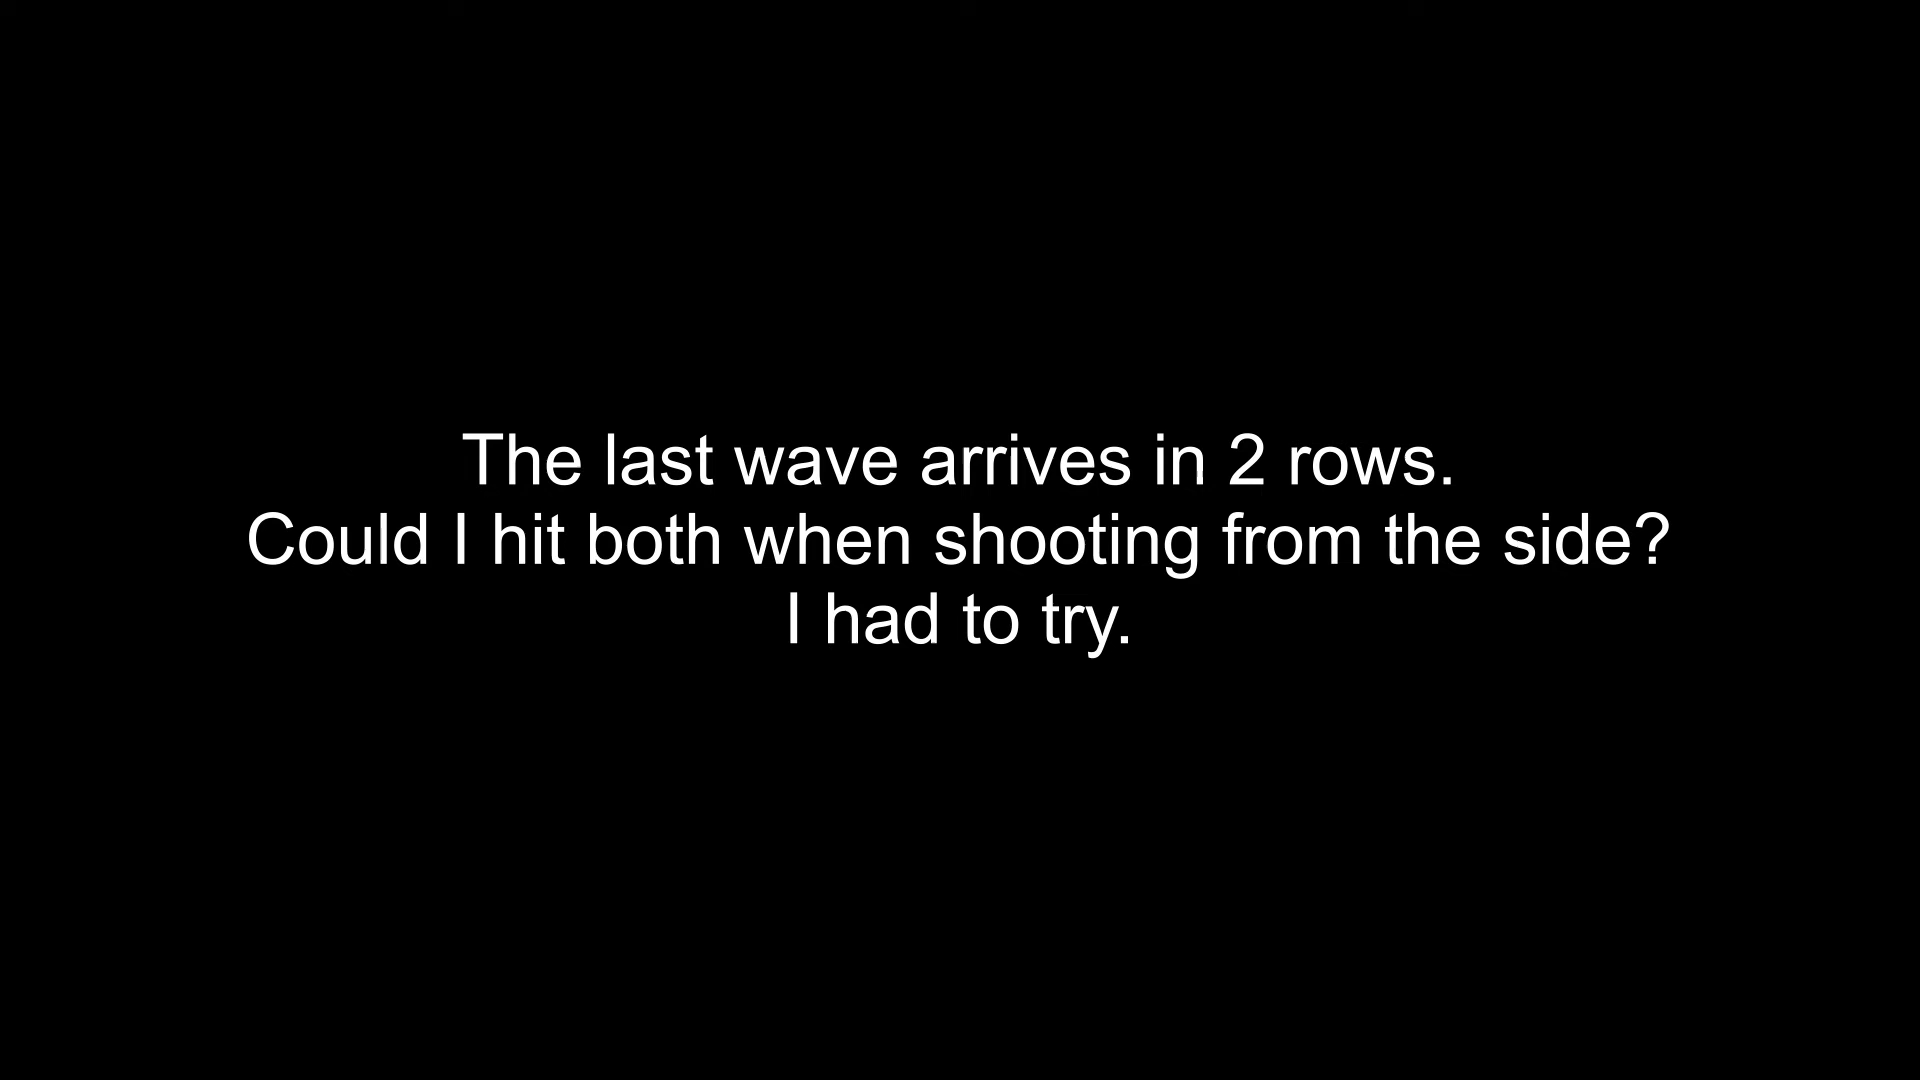 The last wave arrives in 2 rows.
Could I hit both when shooting from the side?
I had to try.